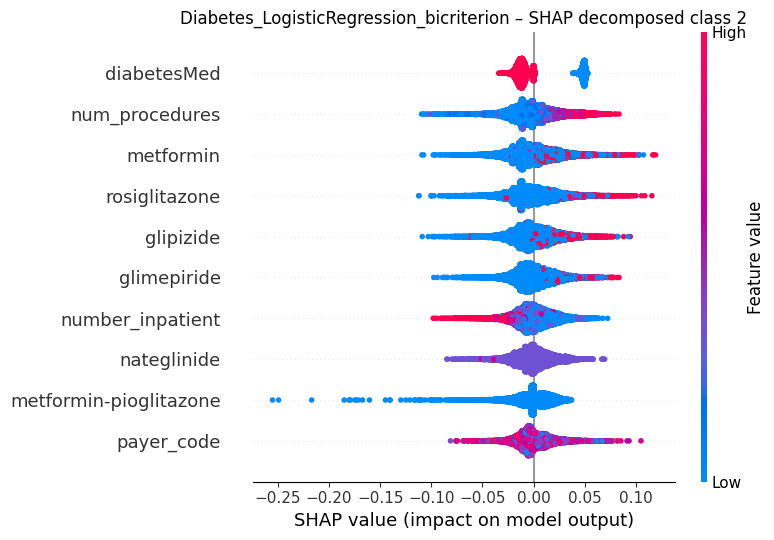 Diabetes_LogisticRegression_bicriterion – SHAP decomposed class 2
High
diabetesMed
num_procedures
metformin
rosiglitazone
glipizide
glimepiride
number_inpatient
nateglinide
metformin-pioglitazone
payer_code
Feature value
Low
−0.25 −0.20 −0.15 −0.10 −0.05 0.00 0.05 0.10
SHAP value (impact on model output)